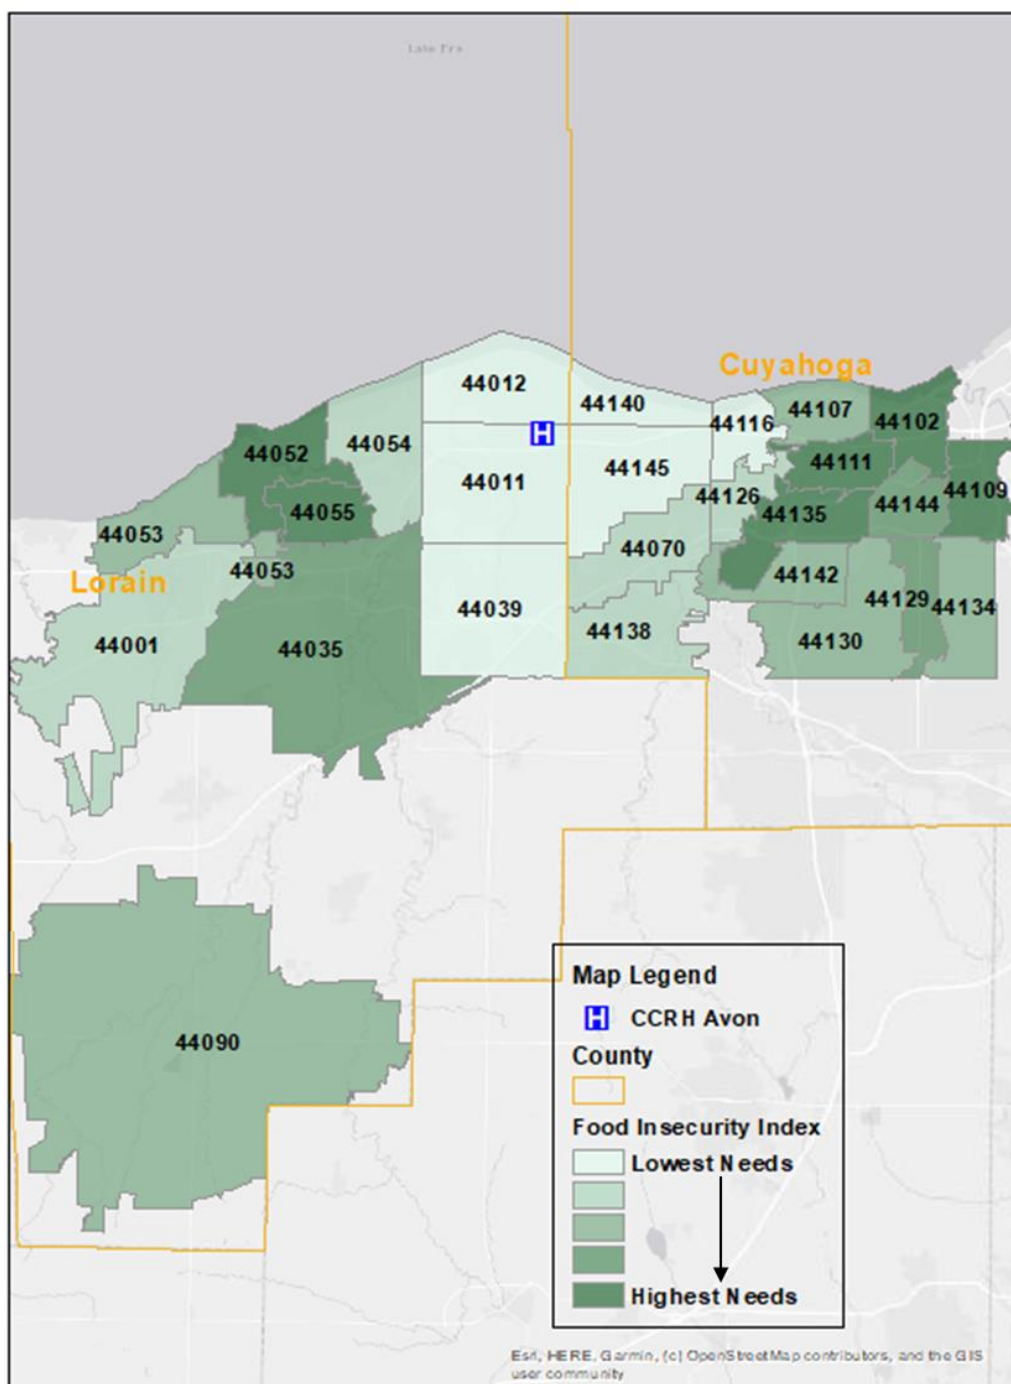 Lake Erie
Cuyahoga
44012
44140
44107
44116
44102
44052
44054
44111
44145
44011
44109
44126
44144
44055
44135
44053
44070
44053
44142
Lorain
44129
44134
44039
44138
44130
44001
44035
44090
Map Legend
H CCRH Avon
County
Food Insecurity Index
Lowest Needs
Highest Needs
Esri, HERE, Garmin, (c) OpenStreetMap contributors, and the GIS
user community